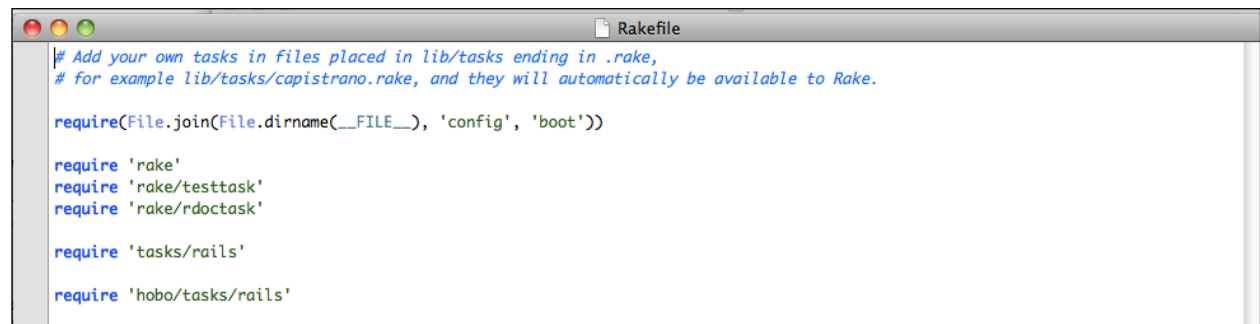 Rakefile
# Add your own tasks in files placed in lib/tasks ending in .rake,
# for example lib/tasks/capistrano.rake, and they will automatically be available to Rake.
require(File.join(File.dirname(__FILE__), 'config', 'boot'))
require 'rake'
require 'rake/testtask'
require 'rake/rdoctask'
require 'tasks/rails'
require 'hobo/tasks/rails'